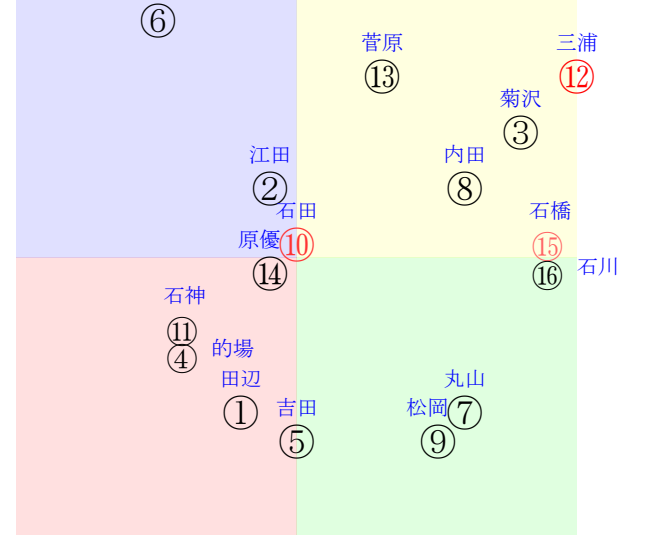 ⑥
菅原
⑬
三浦
⑫
菊沢
③
江田
②
内田
⑧
石田
⑩
石橋
⑮
原優
⑭
石川
⑯
石神
⑪
的場
④
田辺
①
吉田
⑤
丸山
⑦
松岡
⑨